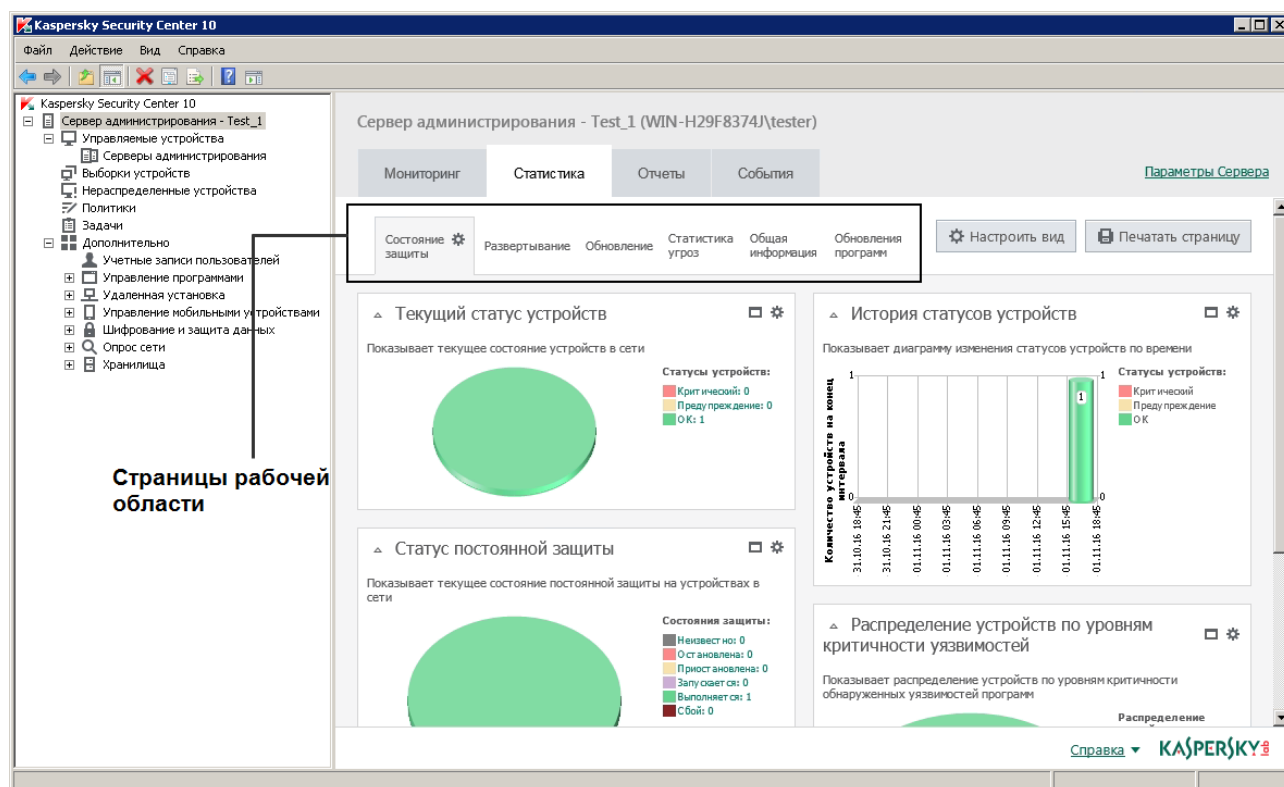 Kaspersky Security Center 10
Файл Действие Вид Справка
Kaspersky Security Center 10
Сервер администрирования - Test_1
Управляемые устройства
Серверы администрирования
Выборки устройств
Нераспределенные устройства
Политики
Задачи
Дополнительно
Учетные записи пользователей
Управление программами
Удаленная установка
Управление мобильными устройствами
Шифрование и защита данных
Опрос сети
Хранилища
Страницы рабочей
области
Сервер администрирования - Test_1 (WIN-H29F8374J\tester)
Мониторинг Статистика Отчеты События
Параметры Сервера
Состояние
защиты
Развертывание
Обновление
Статистика
угроз
Общая
информация
Обновления
программ
Настроить вид
Печатать страницу
Текущий статус устройств
Показывает текущее состояние устройств в сети
Статусы устройств:
Критический: 0
Предупреждение: 0
OK: 1
История статусов устройств
Показывает диаграмму изменения статусов устройств по времени
Количество устройств на конец
интервала
1
0
1
1
0
31.10.16 18:45
31.10.16 21:45
01.11.16 00:45
01.11.16 03:45
01.11.16 06:45
01.11.16 09:45
01.11.16 12:45
01.11.16 15:45
01.11.16 18:45
Статусы устройств:
Критический
Предупреждение
OK
Статус постоянной защиты
Показывает текущее состояние постоянной защиты на устройствах в
сети
Состояния защиты:
Неизвестно: 0
Остановлена: 0
Приостановлена: 0
Запускается: 0
Выполняется: 1
Сбой: 0
Распределение устройств по уровням
критичности уязвимостей
Показывает распределение устройств по уровням критичности
обнаруженных уязвимостей программ
Распределение
Справка
KASPERSKY lab